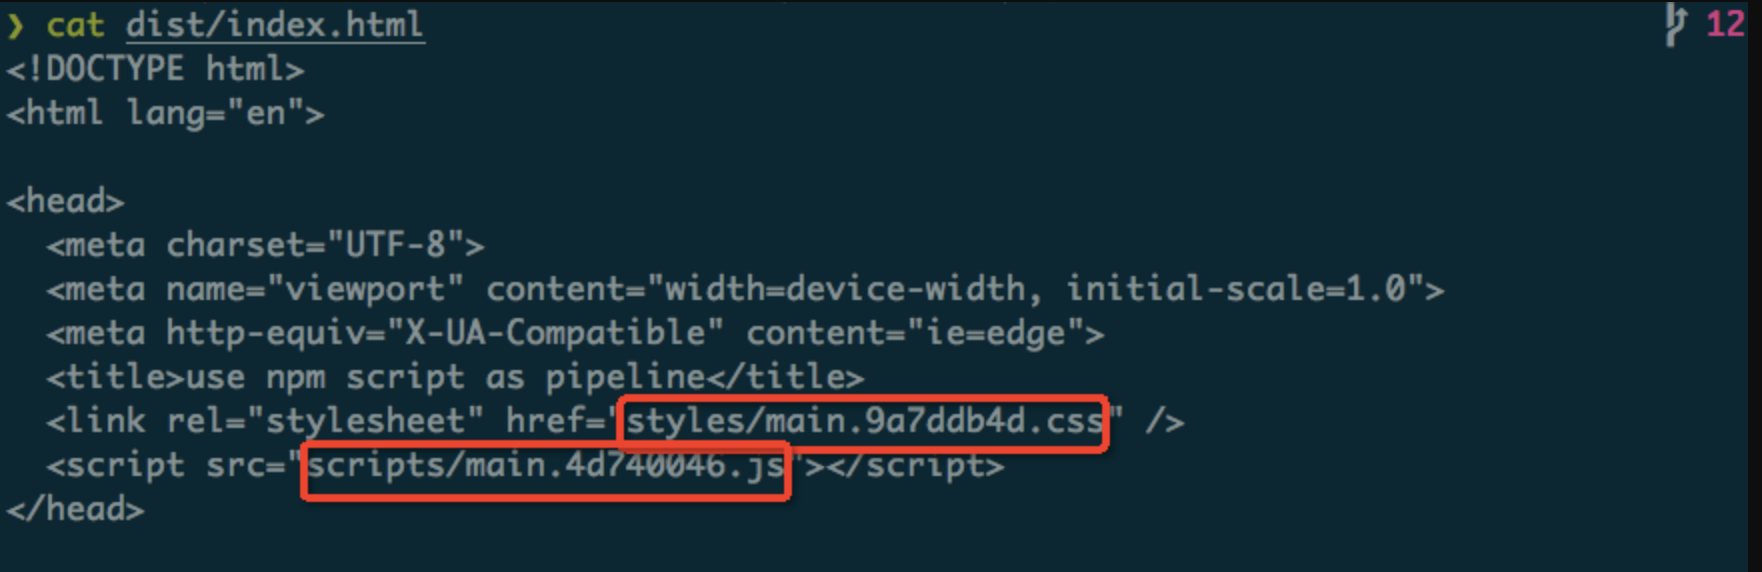 ❯ cat dist/index.html 12
<!DOCTYPE html>
<html lang="en">
<head>
<meta charset="UTF-8">
<meta name="viewport" content="width=device-width, initial-scale=1.0">
<meta http-equiv="X-UA-Compatible" content="ie=edge">
<title>use npm script as pipeline</title>
<link rel="stylesheet" href="styles/main.9a7ddb4d.css" />
<script src="scripts/main.4d740046.js"></script>
</head>